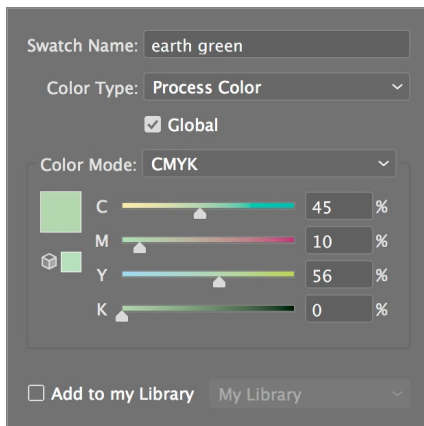 Swatch Name: earth green
Color Type: Process Color
Global
Color Mode: CMYK
C 45 %
M 10 %
Y 56 %
K 0 %
Add to my Library My Library